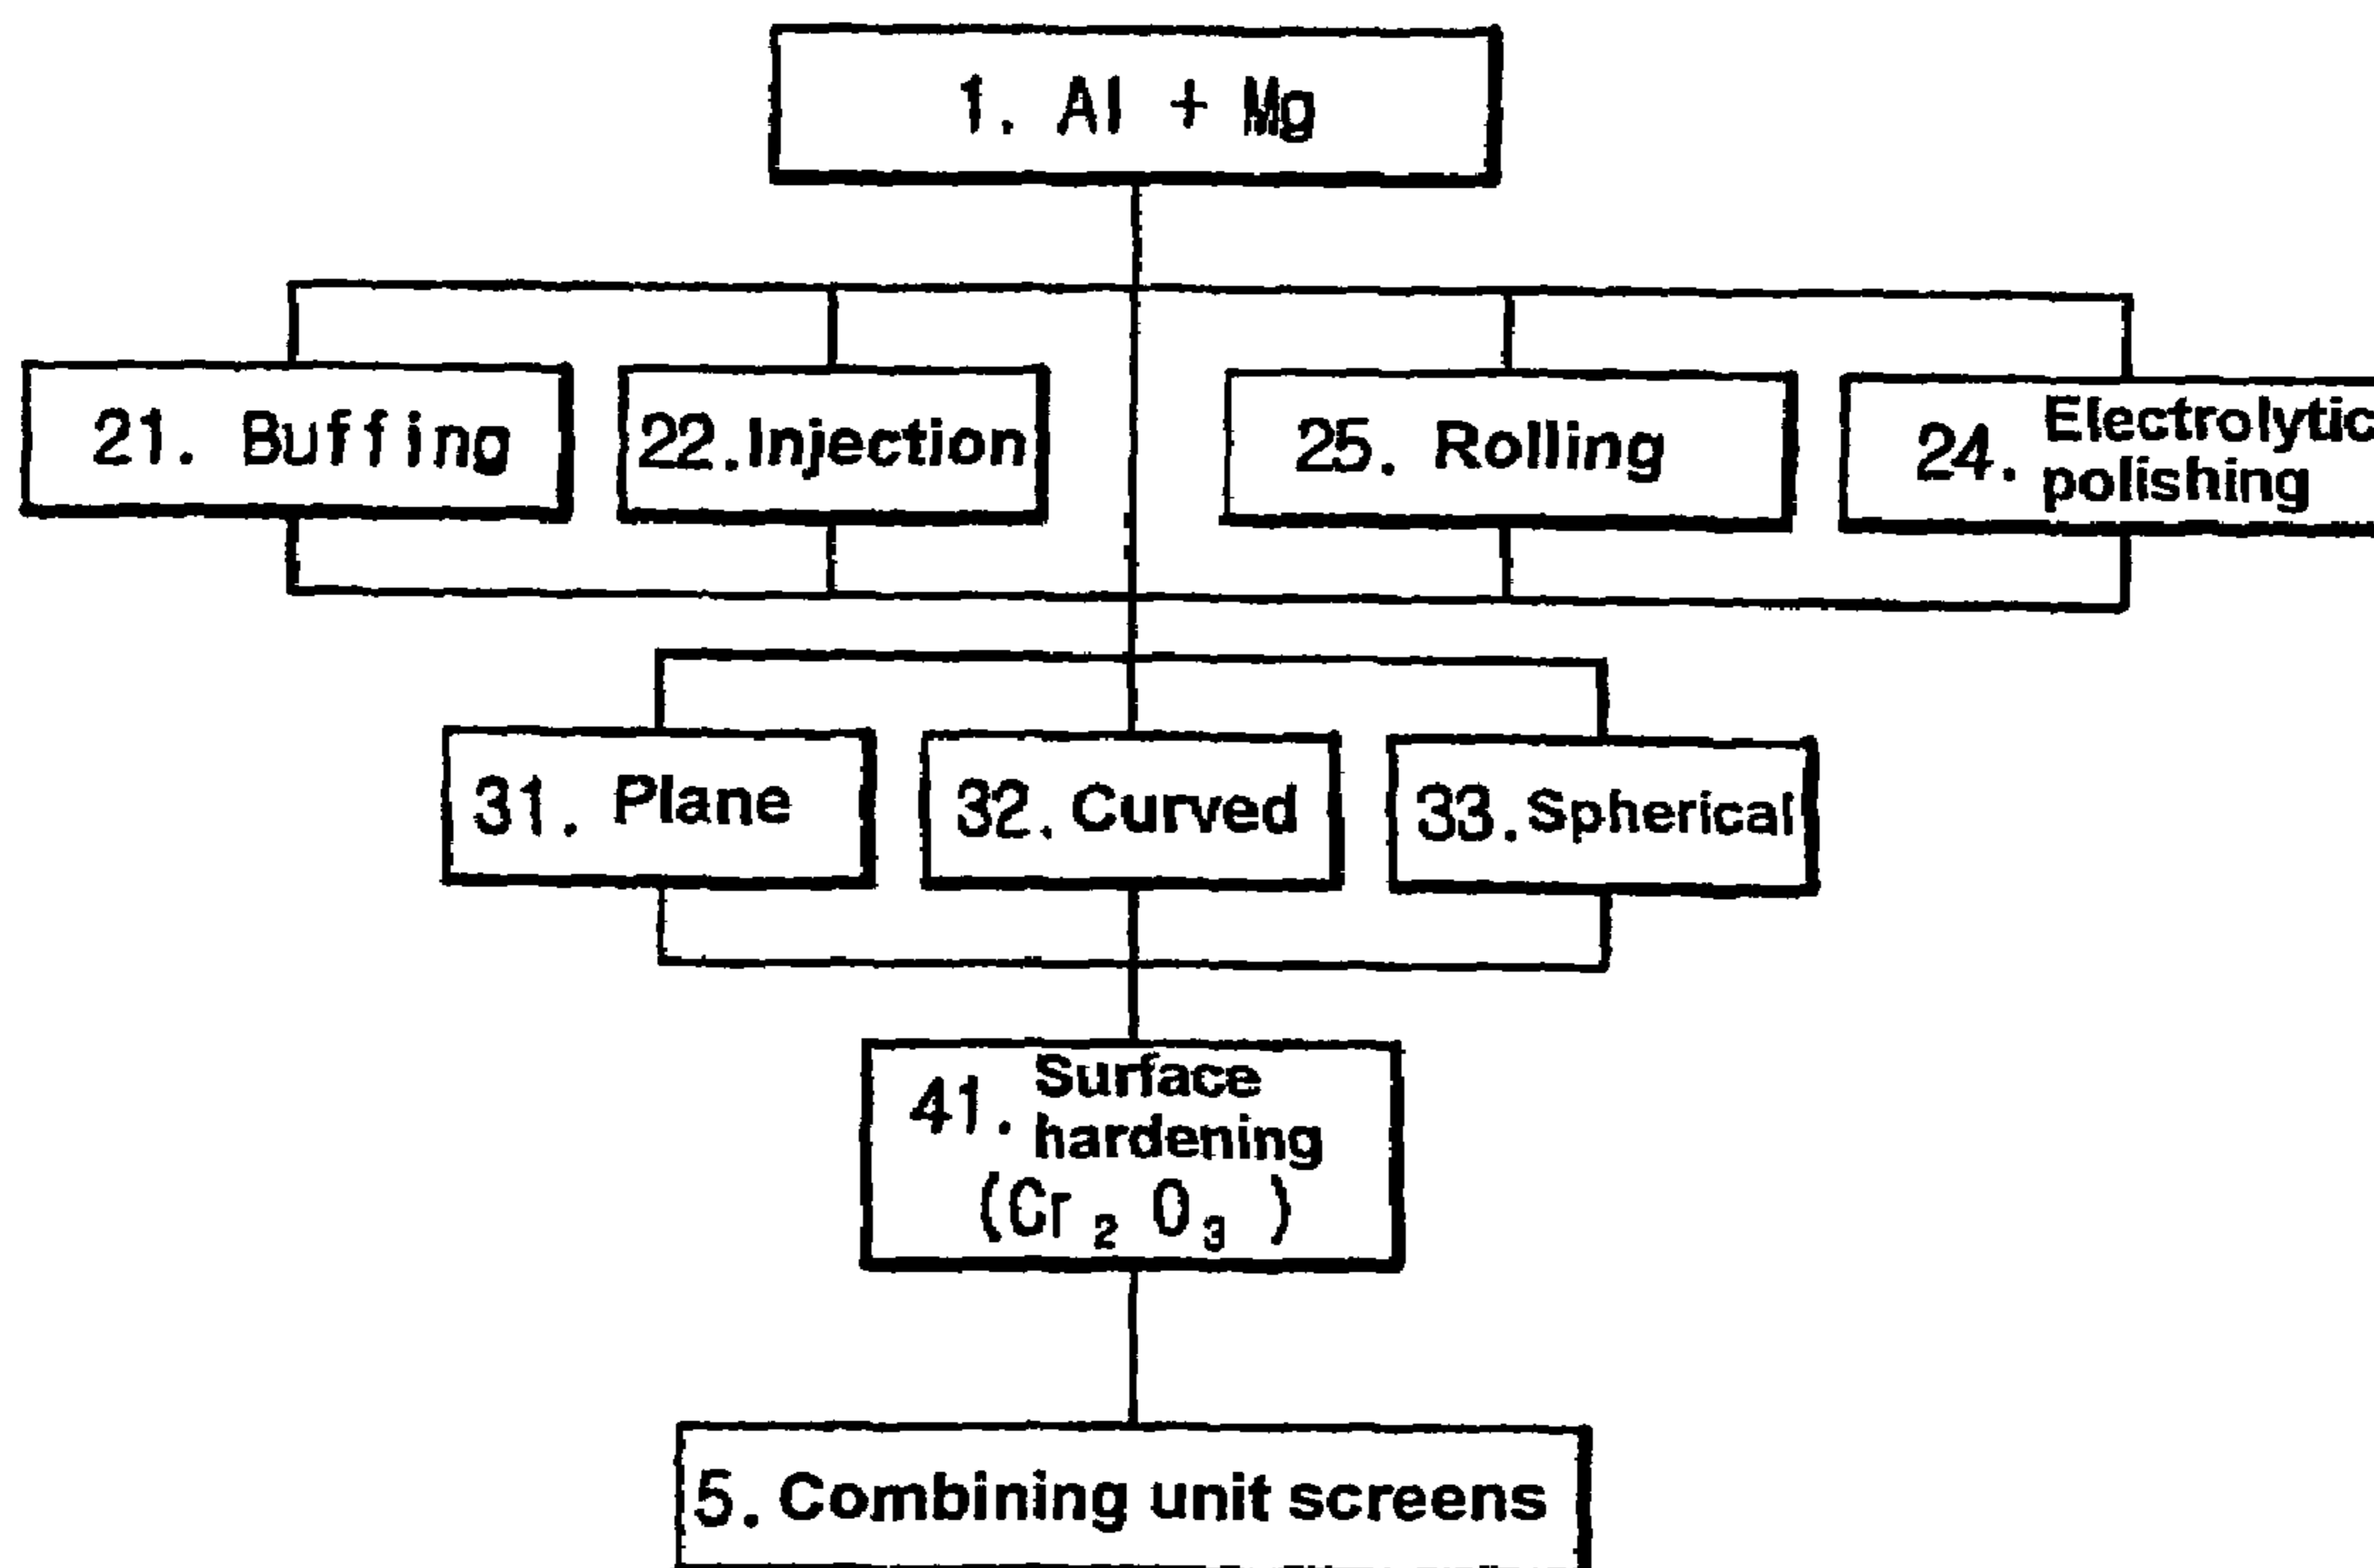 1. Al + Mg
21. Buffing
22. Injection
25. Rolling
24. Electrolytic
polishing
31. Plane
32. Curved
33. Spherical
41. Surface
hardening
(Cr₂O₃)
5. Combining unit screens